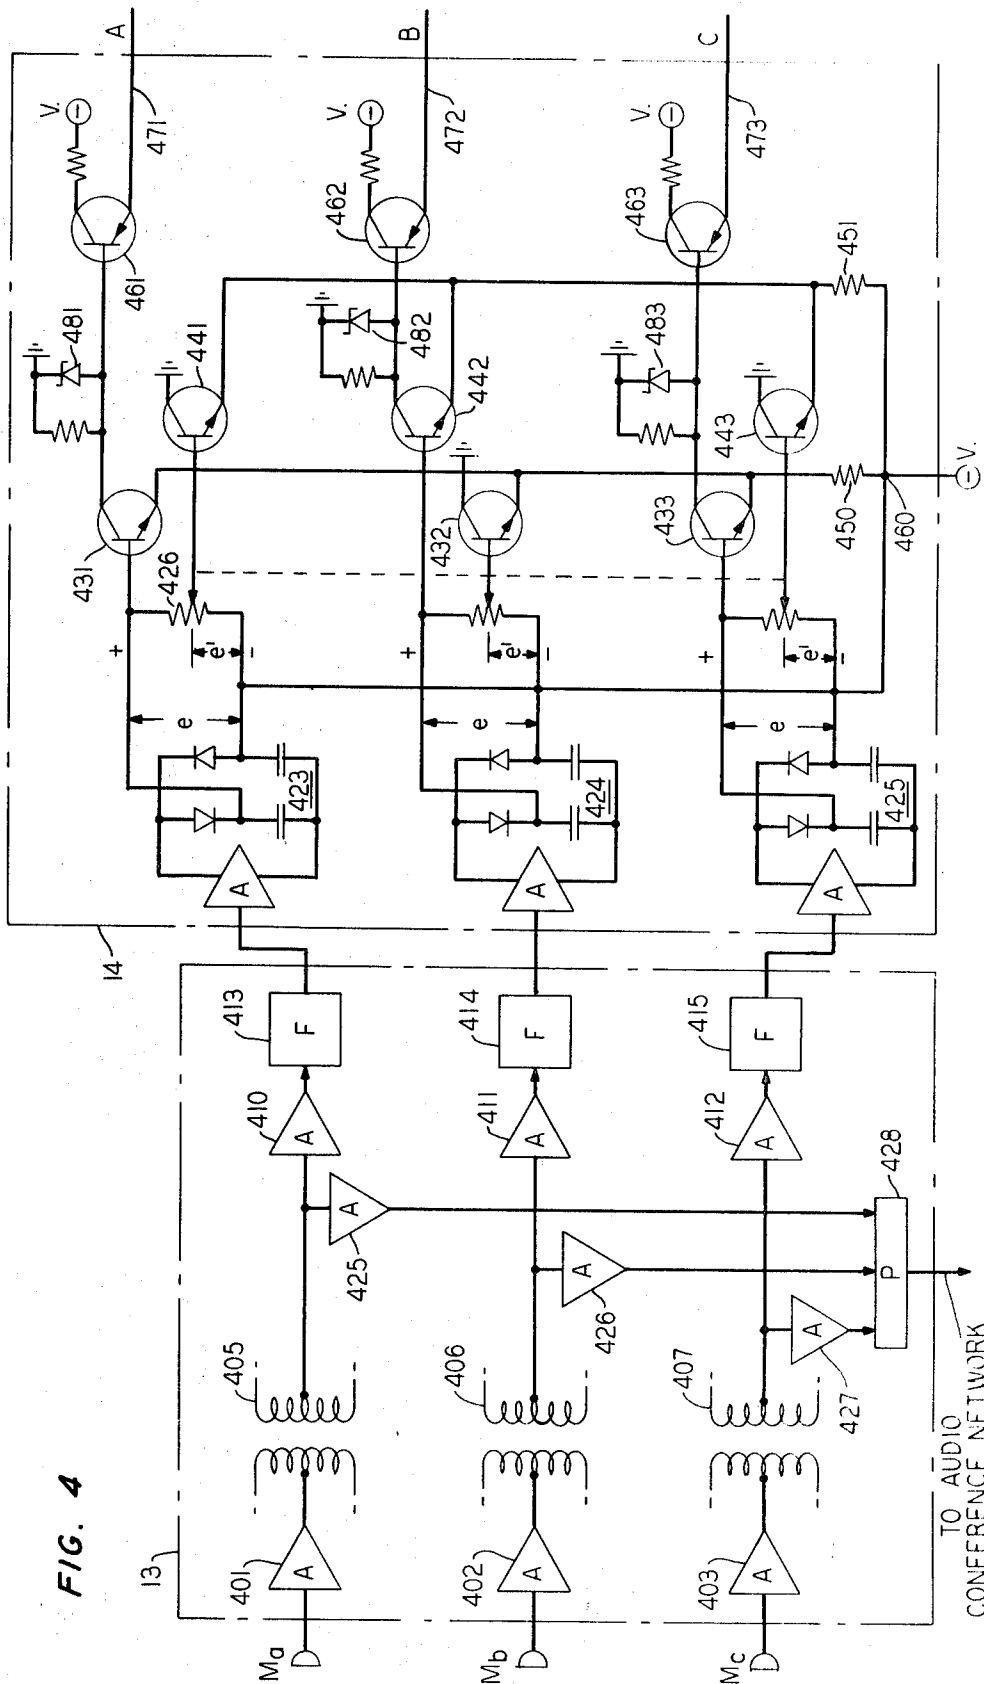 FIG. 4
13
14
Ma
401
A
405
A
410
F
413
A
425
Mb
402
A
406
A
411
F
414
A
426
Mc
403
A
407
A
412
F
415
A
427
P
428
TO AUDIO
CONFERENCE NETWORK
A
423
e
+
e'
-
426
431
441
481
461
V.
471
A
A
424
e
+
e'
-
432
442
482
462
V.
472
B
A
425
e
+
e'
-
433
443
483
463
V.
473
C
450
451
460
V.